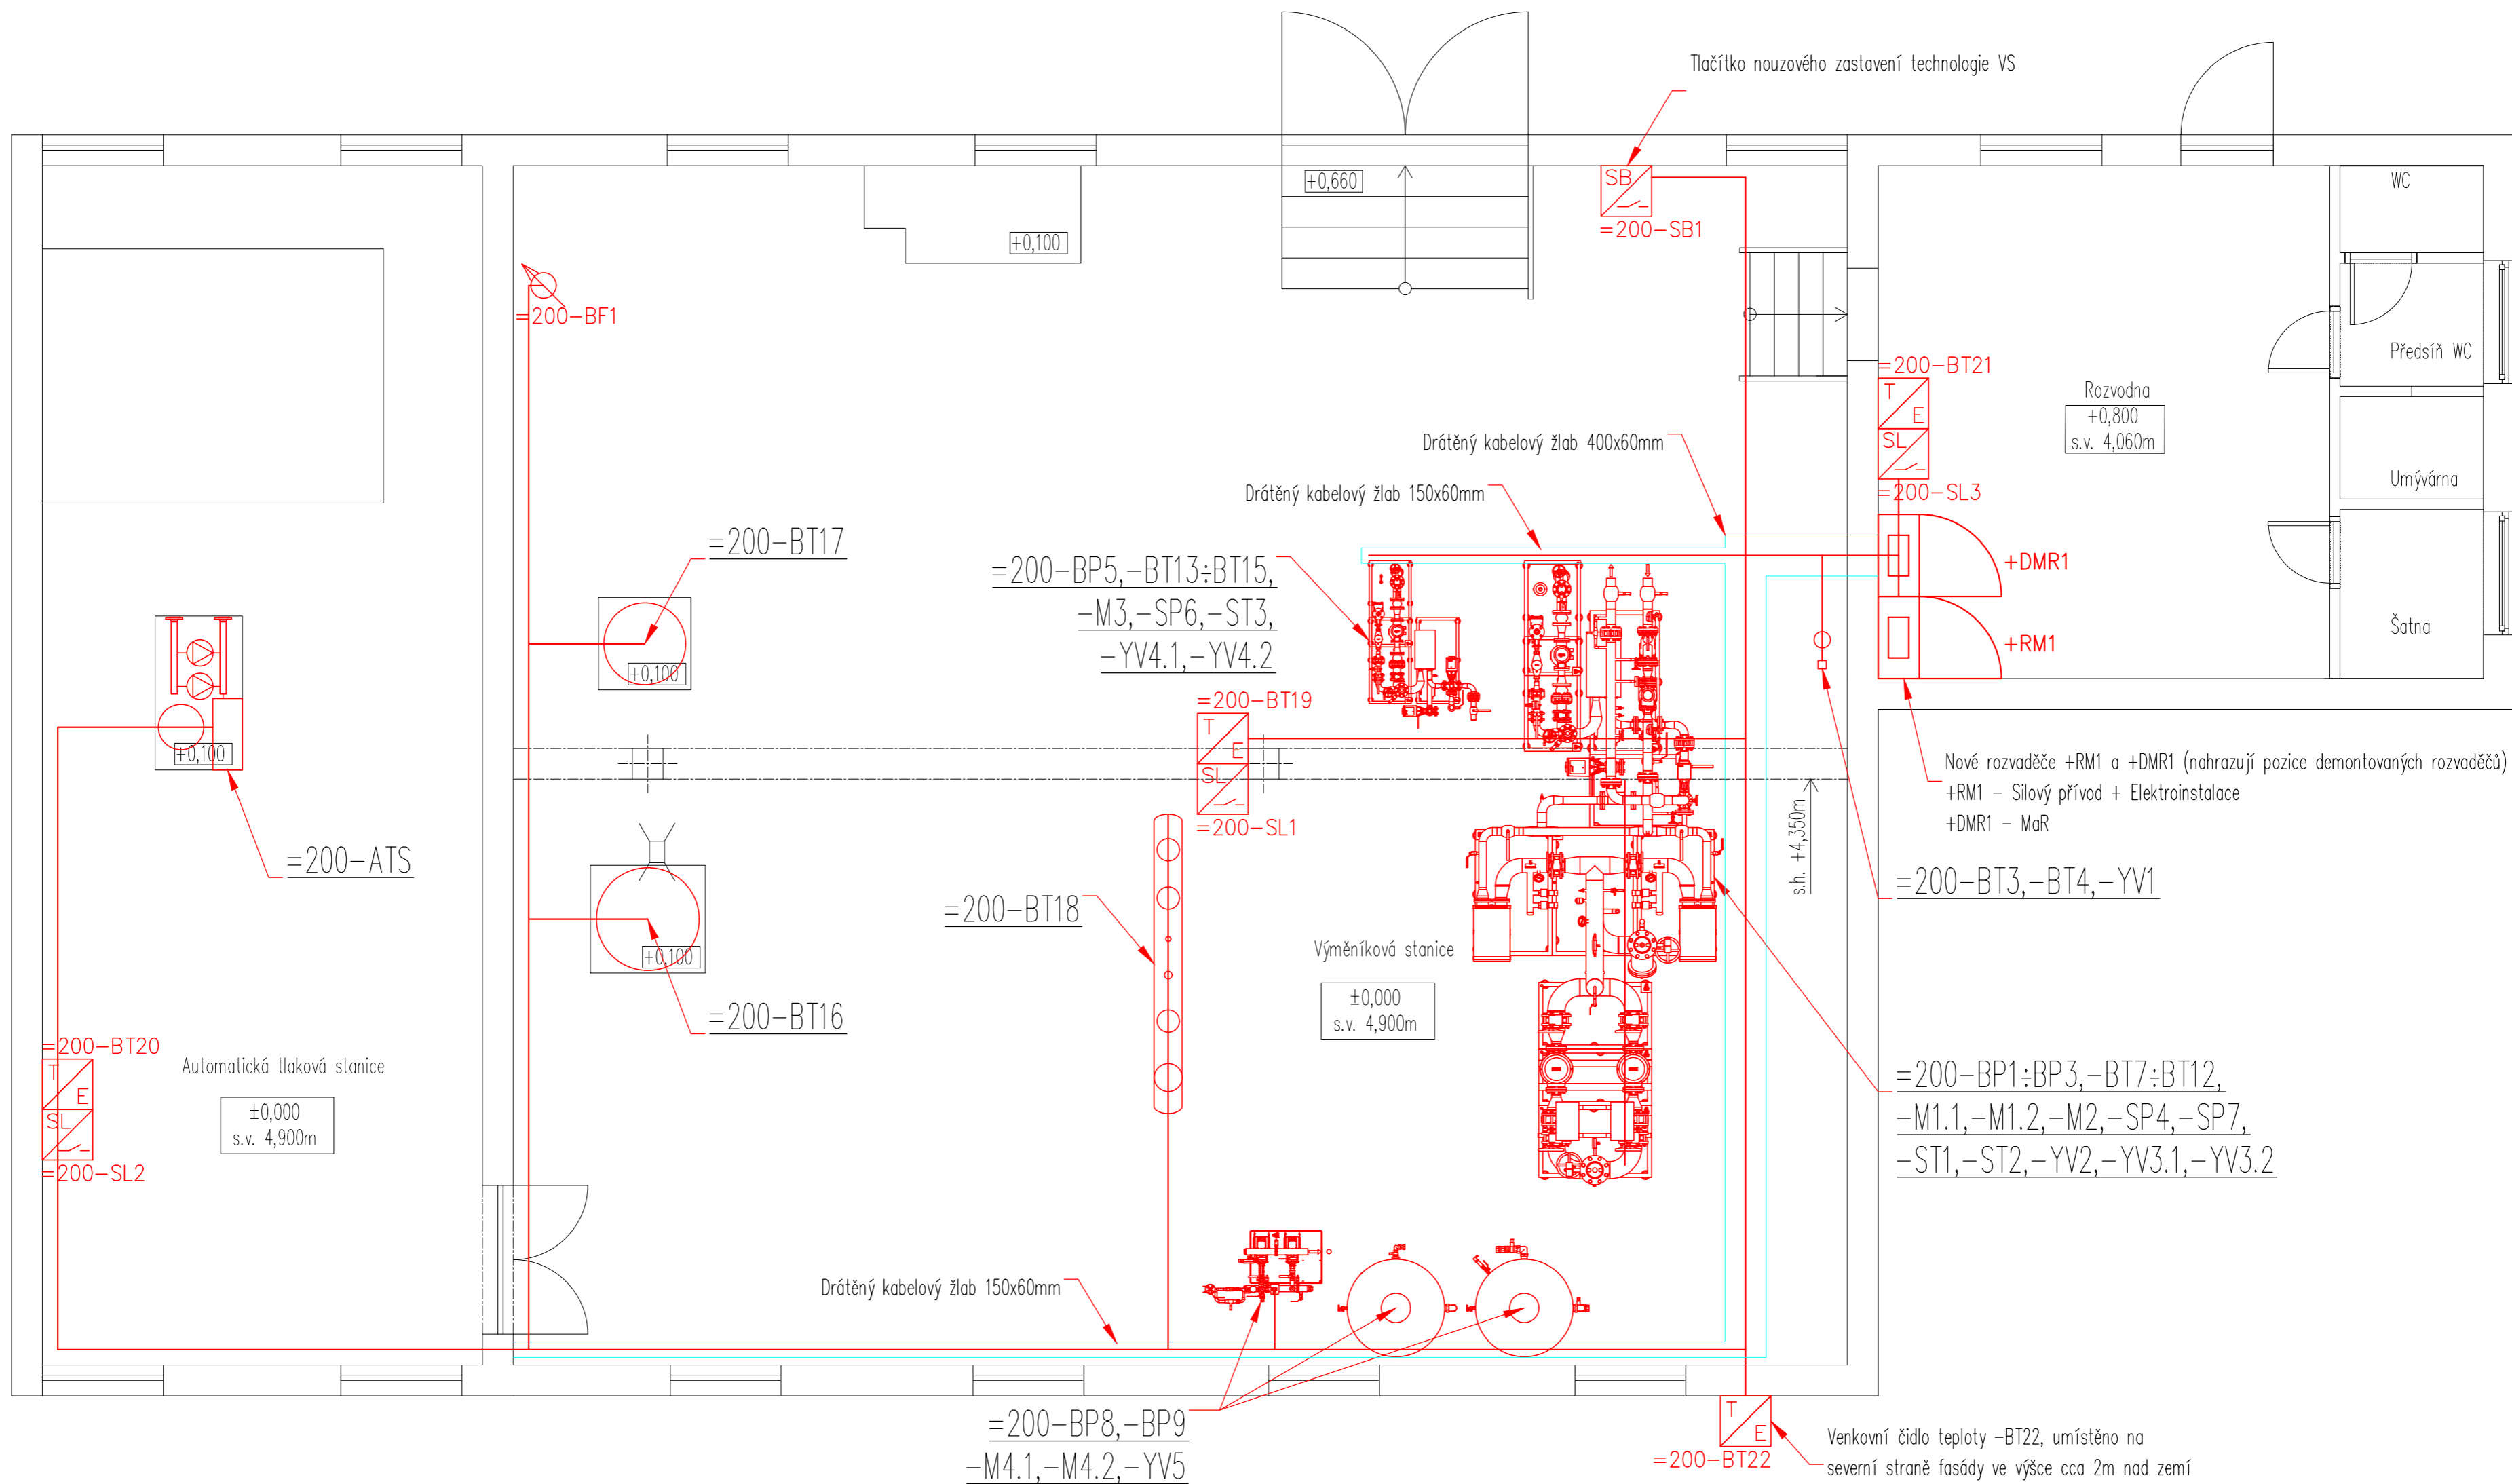 Tlačítko nouzového zastavení technologie VS
+0,660
SB
=200-SB1
WC
+0,100
=200-BF1
Předsíň WC
=200-BT21
T
E
SL
=200-SL3
Rozvodna
+0,800
s.v. 4,060m
Drátěný kabelový žlab 400x60mm
Drátěný kabelový žlab 150x60mm
Umývárna
=200-BT17
=200-BP5,-BT13÷BT15,
-M3,-SP6,-ST3,
-YV4.1,-YV4.2
+DMR1
+RM1
Šatna
+0,100
=200-BT19
T
E
SL
=200-SL1
+0,100
Nové rozvaděče +RM1 a +DMR1 (nahrazují pozice demontovaných rozvaděčů)
+RM1 - Silový přívod + Elektroinstalace
+DMR1 - MaR
s.h. +4,350m
=200-ATS
=200-BT3,-BT4,-YV1
=200-BT18
+0,100
Výměníková stanice
±0,000
s.v. 4,900m
=200-BT16
=200-BT20
T
E
SL
=200-SL2
Automatická tlaková stanice
±0,000
s.v. 4,900m
=200-BP1÷BP3,-BT7÷BT12,
-M1.1,-M1.2,-M2,-SP4,-SP7,
-ST1,-ST2,-YV2,-YV3.1,-YV3.2
Drátěný kabelový žlab 150x60mm
=200-BP8,-BP9
-M4.1,-M4.2,-YV5
T
E
=200-BT22
Venkovní čidlo teploty -BT22, umístěno na
severní straně fasády ve výšce cca 2m nad zemí